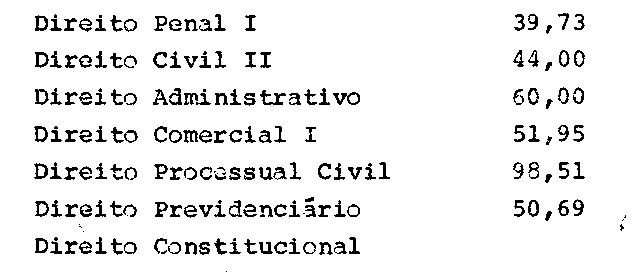 Direito Penal I 39,73
Direito Civil II 44,00
Direito Administrativo 60,00
Direito Comercial I 51,95
Direito Processual Civil 98,51
Direito Previdenciário 50,69
Direito Constitucional